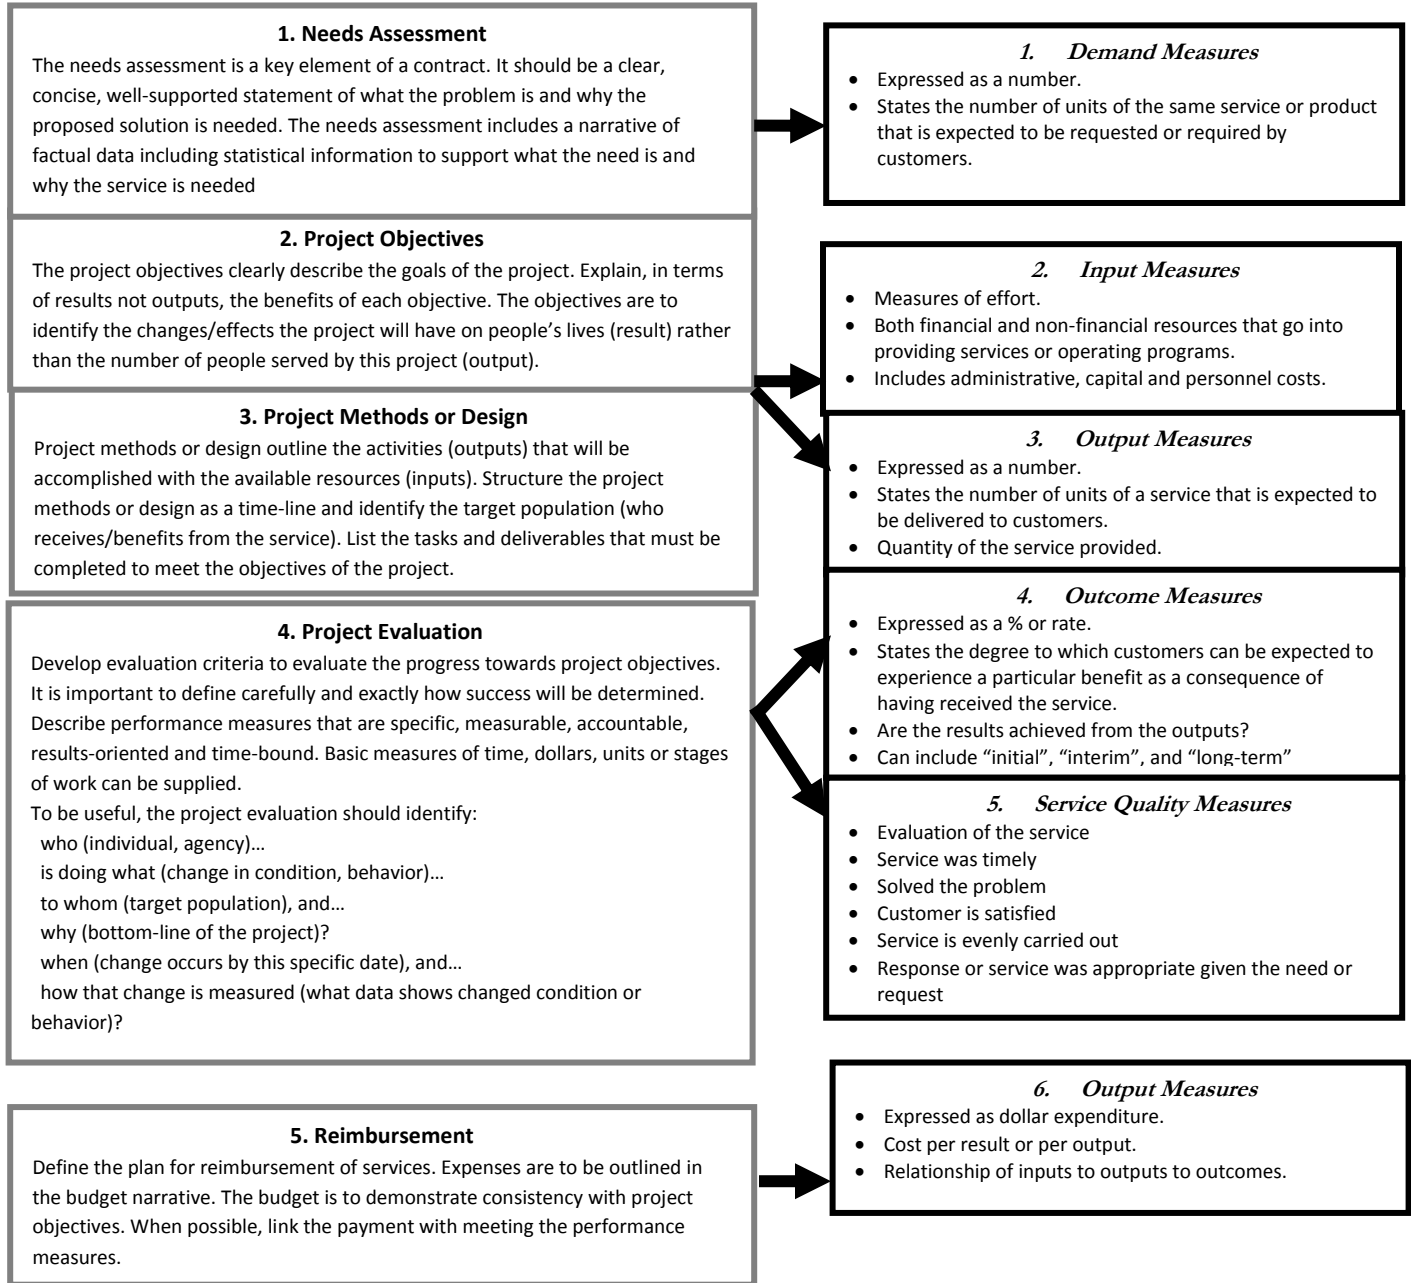 1. Needs Assessment
The needs assessment is a key element of a contract. It should be a clear,
concise, well-supported statement of what the problem is and why the
proposed solution is needed. The needs assessment includes a narrative of
factual data including statistical information to support what the need is and
why the service is needed
2. Project Objectives
The project objectives clearly describe the goals of the project. Explain, in terms
of results not outputs, the benefits of each objective. The objectives are to
identify the changes/effects the project will have on people’s lives (result) rather
than the number of people served by this project (output).
3. Project Methods or Design
Project methods or design outline the activities (outputs) that will be
accomplished with the available resources (inputs). Structure the project
methods or design as a time-line and identify the target population (who
receives/benefits from the service). List the tasks and deliverables that must be
completed to meet the objectives of the project.
4. Project Evaluation
Develop evaluation criteria to evaluate the progress towards project objectives.
It is important to define carefully and exactly how success will be determined.
Describe performance measures that are specific, measurable, accountable,
results-oriented and time-bound. Basic measures of time, dollars, units or stages
of work can be supplied.
To be useful, the project evaluation should identify:
who (individual, agency)…
is doing what (change in condition, behavior)…
to whom (target population), and…
why (bottom-line of the project)?
when (change occurs by this specific date), and…
how that change is measured (what data shows changed condition or
behavior)?
5. Reimbursement
Define the plan for reimbursement of services. Expenses are to be outlined in
the budget narrative. The budget is to demonstrate consistency with project
objectives. When possible, link the payment with meeting the performance
measures.
1. Demand Measures
• Expressed as a number.
• States the number of units of the same service or product
that is expected to be requested or required by
customers.
2. Input Measures
• Measures of effort.
• Both financial and non-financial resources that go into
providing services or operating programs.
• Includes administrative, capital and personnel costs.
3. Output Measures
• Expressed as a number.
• States the number of units of a service that is expected to
be delivered to customers.
• Quantity of the service provided.
4. Outcome Measures
• Expressed as a % or rate.
• States the degree to which customers can be expected to
experience a particular benefit as a consequence of
having received the service.
• Are the results achieved from the outputs?
• Can include “initial”, “interim”, and “long-term”
5. Service Quality Measures
• Evaluation of the service
• Service was timely
• Solved the problem
• Customer is satisfied
• Service is evenly carried out
• Response or service was appropriate given the need or
request
6. Output Measures
• Expressed as dollar expenditure.
• Cost per result or per output.
• Relationship of inputs to outputs to outcomes.